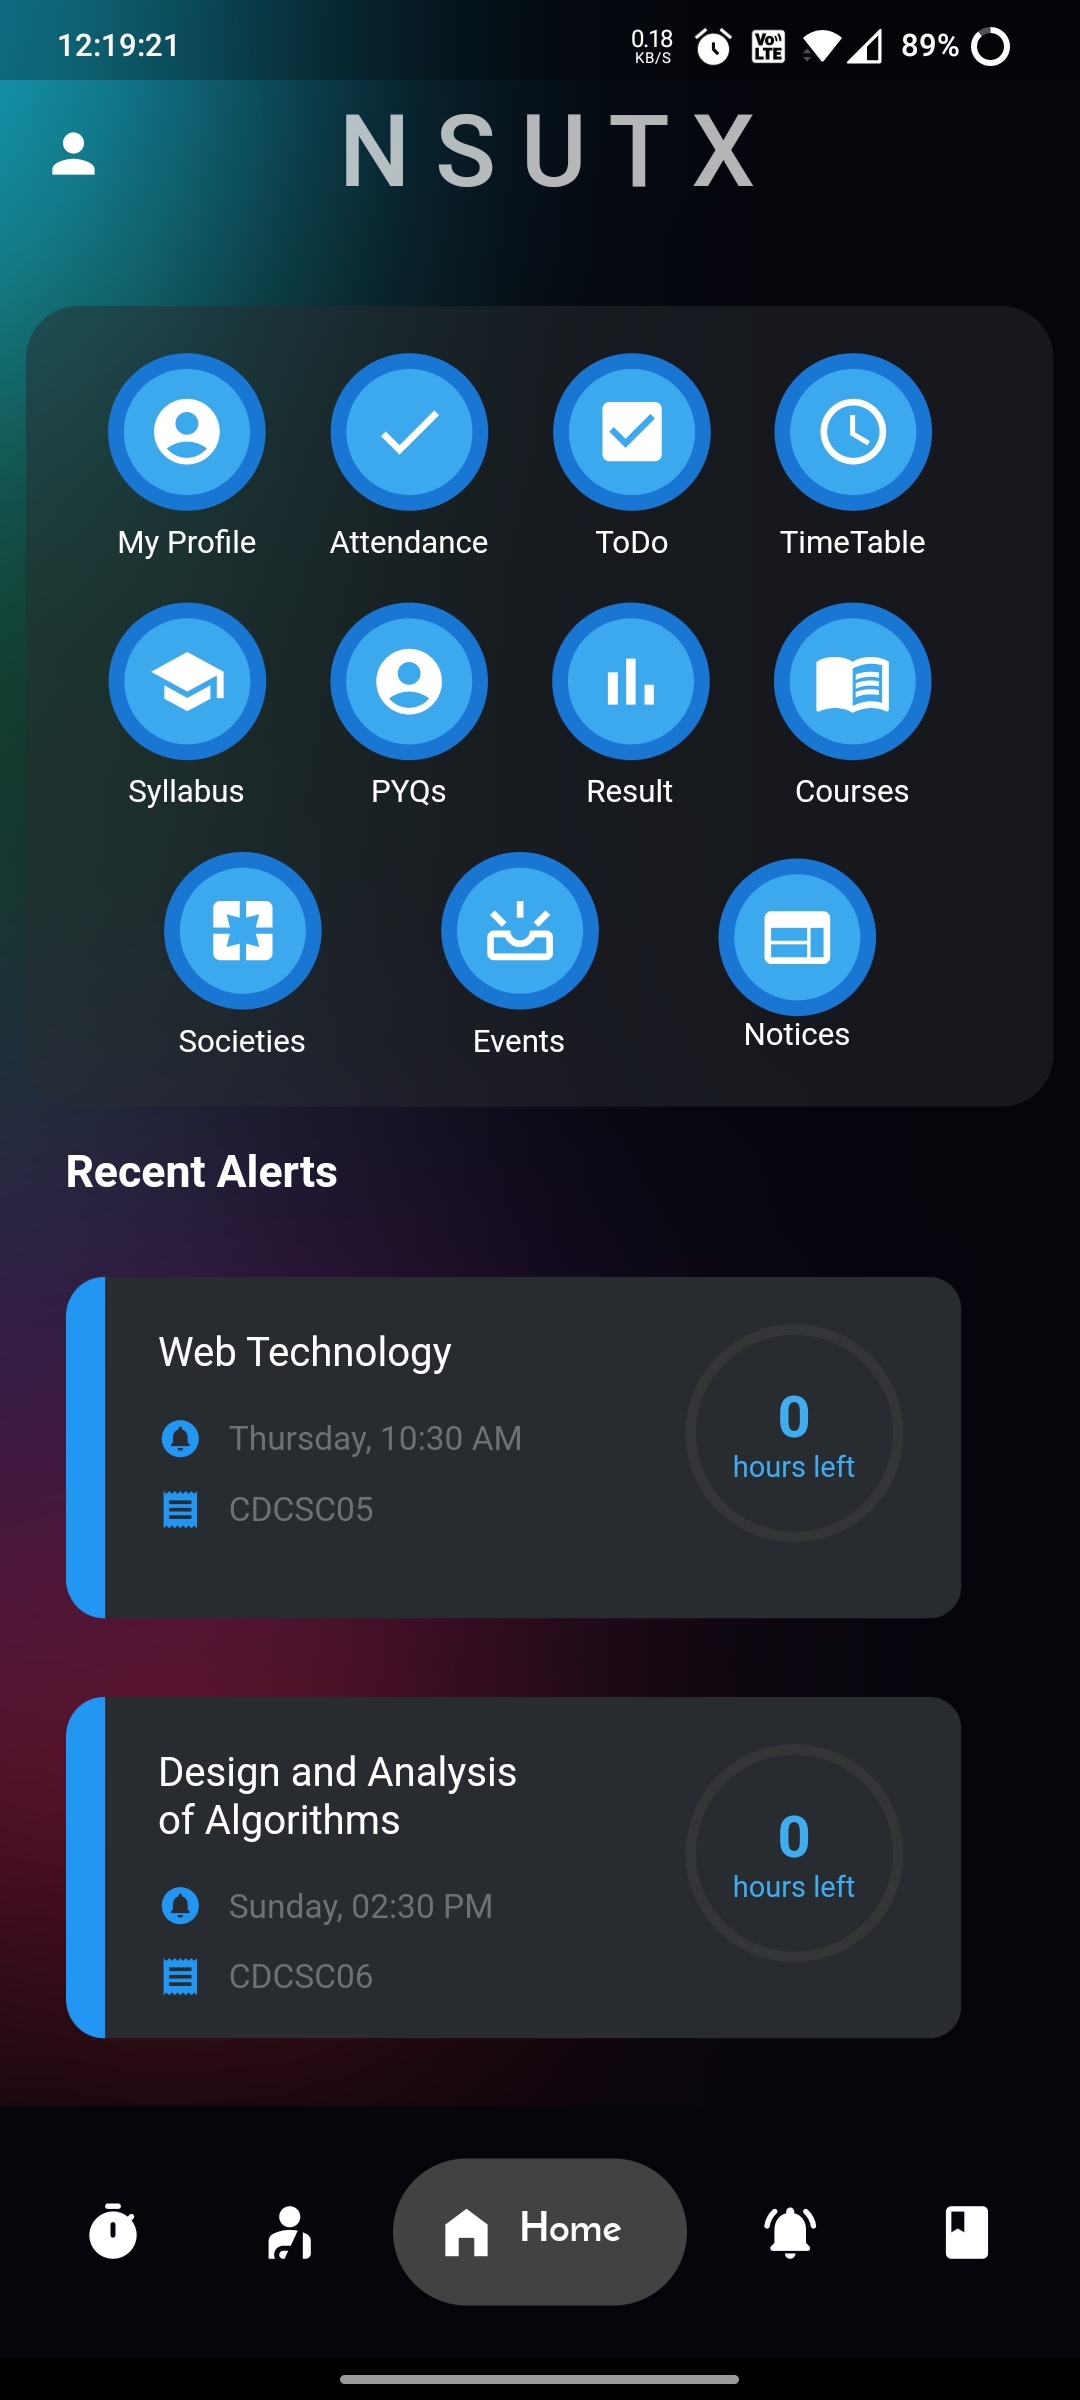 12:19:21
0.18 KB/S Vo LTE 89%
NSUTX
My Profile Attendance ToDo TimeTable
Syllabus PYQs Result Courses
Societies Events Notices
Recent Alerts
Web Technology
Thursday, 10:30 AM
CDCSC05
0
hours left
Design and Analysis
of Algorithms
Sunday, 02:30 PM
CDCSC06
0
hours left
Home